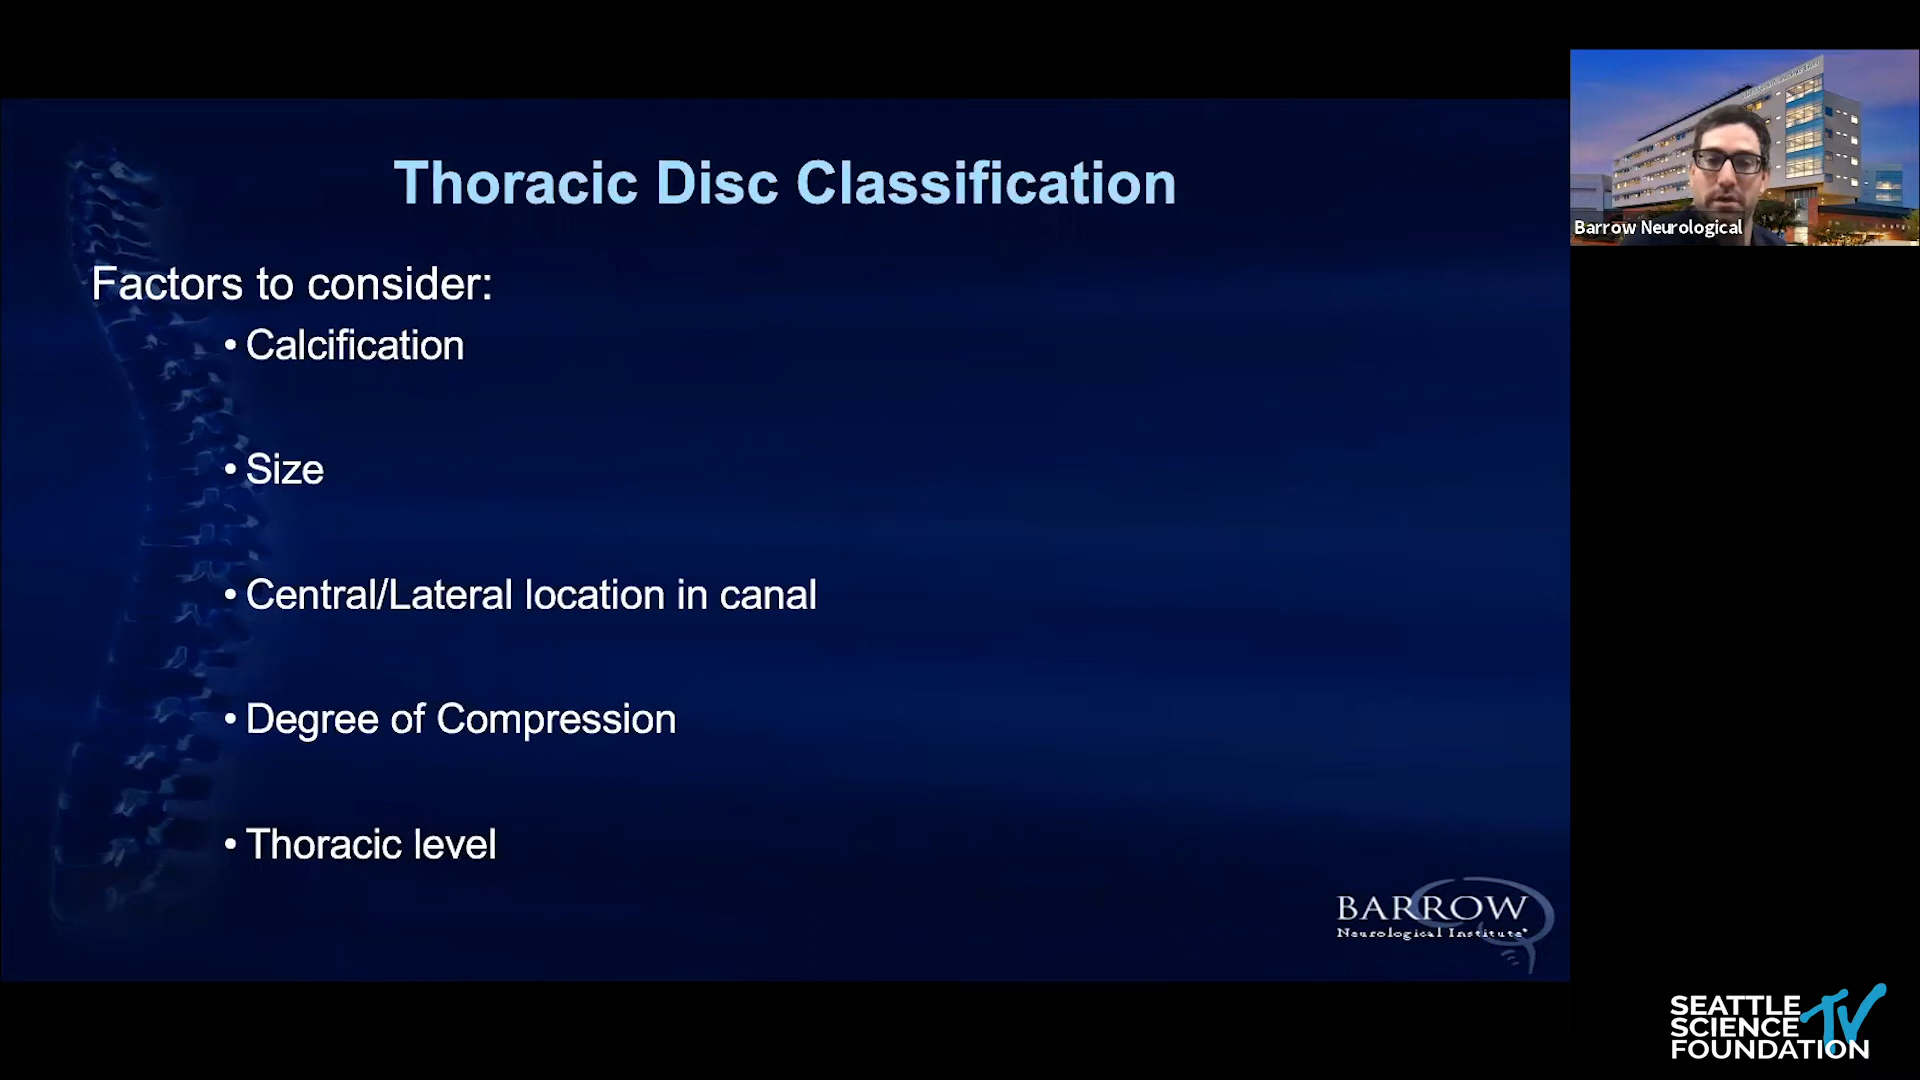 Thoracic Disc Classification
Factors to consider:
• Calcification
• Size
• Central/Lateral location in canal
• Degree of Compression
• Thoracic level
BARROW
Neurological Institute®
Barrow Neurological
SEATTLE
SCIENCE
FOUNDATION
TV